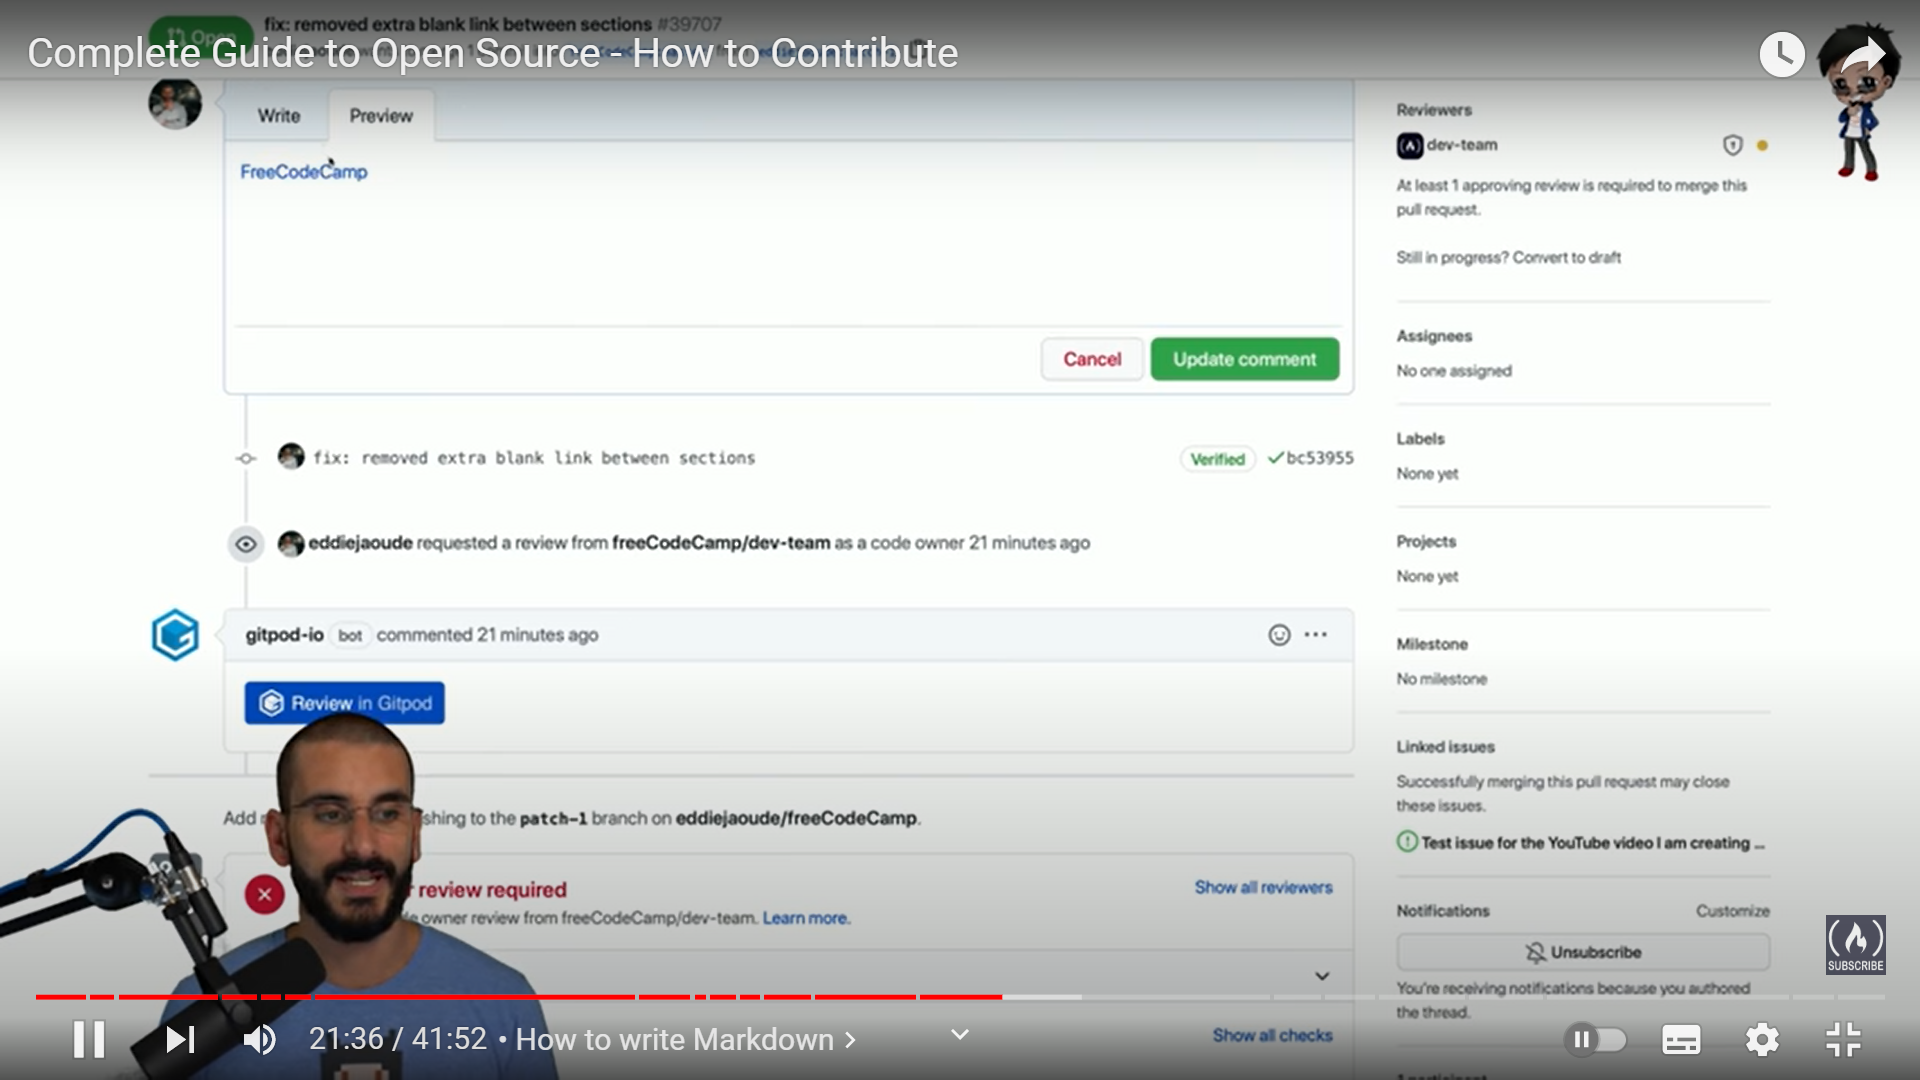 fix: removed extra blank link between sections #39707
Open
Complete Guide to Open Source - How to Contribute
Write
Preview
FreeCodeCamp
Cancel
Update comment
fix: removed extra blank link between sections
Verified
bc53955
eddiejaoude requested a review from freeCodeCamp/dev-team as a code owner 21 minutes ago
gitpod-io bot commented 21 minutes ago
Review in Gitpod
Add shing to the patch-1 branch on eddiejaoude/freeCodeCamp.
review required
Show all reviewers
owner review from freeCodeCamp/dev-team. Learn more.
Show all checks
Reviewers
dev-team
At least 1 approving review is required to merge this
pull request.
Still in progress? Convert to draft
Assignees
No one assigned
Labels
None yet
Projects
None yet
Milestone
No milestone
Linked issues
Successfully merging this pull request may close
these issues.
Test issue for the YouTube video I am creating ...
Notifications
Customize
Unsubscribe
You're receiving notifications because you authored
the thread.
1 participant
SUBSCRIBE
21:36 / 41:52 • How to write Markdown